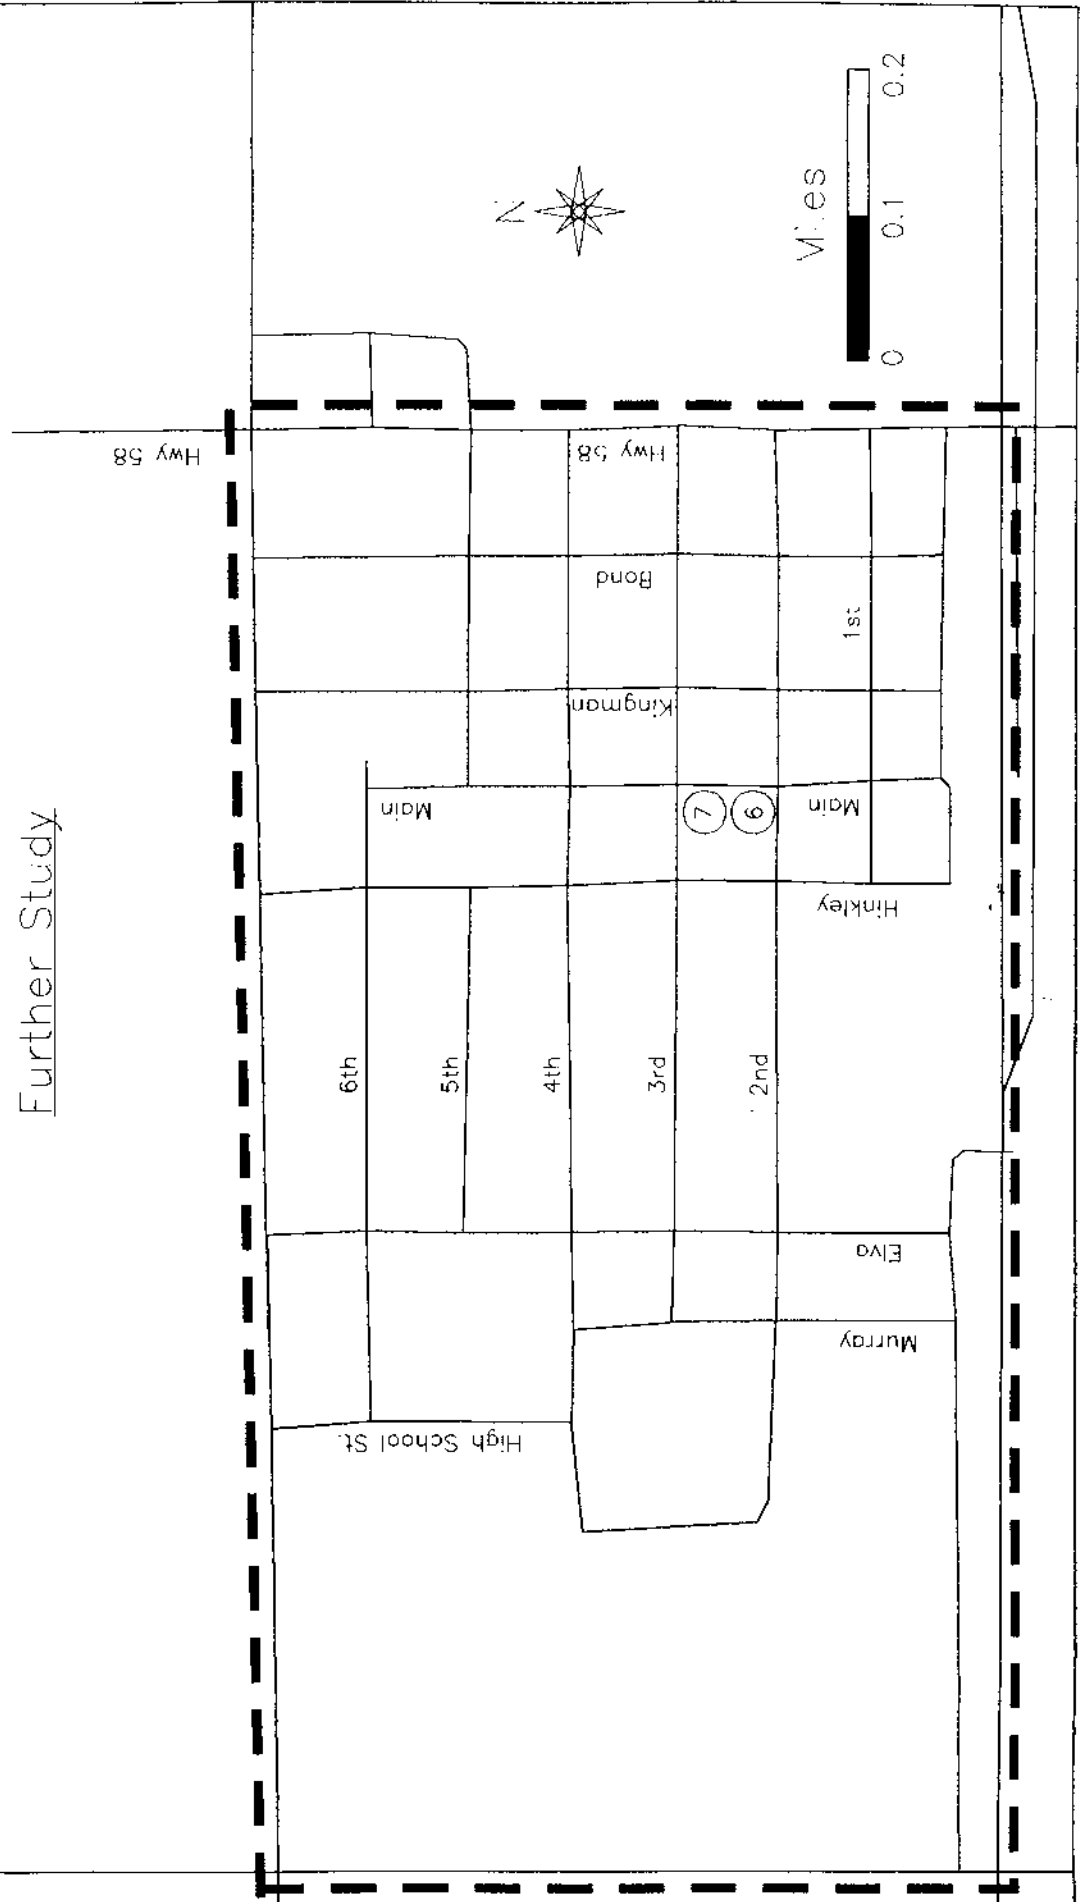 Further Study
Hwy 58
Hwy 58
Bond
Kingman
1st
Main
Main
7
6
Hinkley
6th
5th
4th
3rd
2nd
Elva
Murray
High School St.
N
Miles
0
0.1
0.2